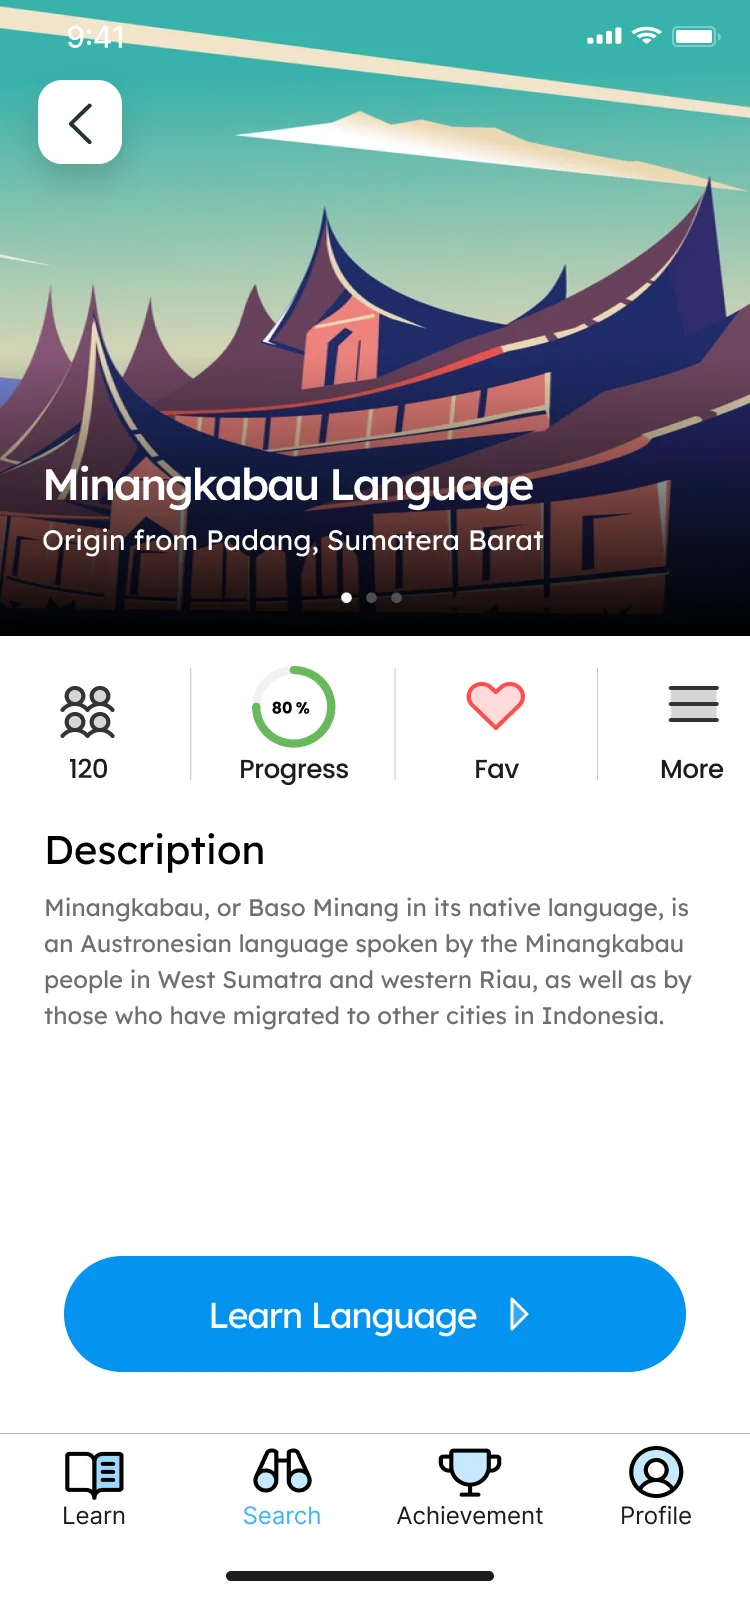 9:41
Minangkabau Language
Origin from Padang, Sumatera Barat
120
80 %
Progress
Fav
More
Description
Minangkabau, or Baso Minang in its native language, is
an Austronesian language spoken by the Minangkabau
people in West Sumatra and western Riau, as well as by
those who have migrated to other cities in Indonesia.
Learn Language
Learn
Search
Achievement
Profile